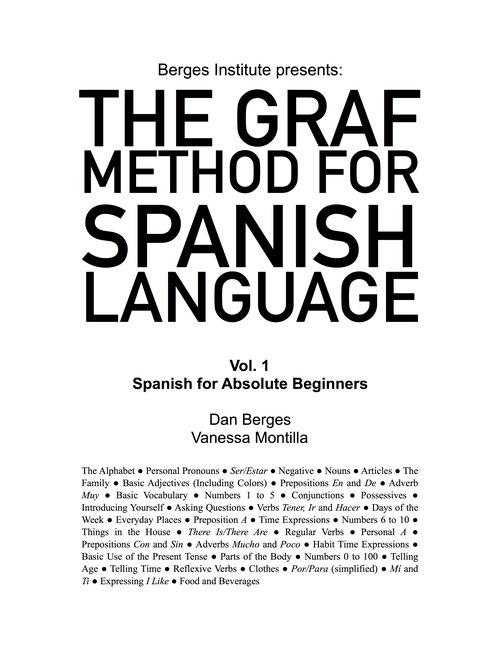 Berges Institute presents:
THE GRAF
METHOD FOR
SPANISH
LANGUAGE
Vol. 1
Spanish for Absolute Beginners
Dan Berges
Vanessa Montilla
The Alphabet ● Personal Pronouns ● Ser/Estar ● Negative ● Nouns ● Articles ● The
Family ● Basic Adjectives (Including Colors) ● Prepositions En and De ● Adverb
Muy ● Basic Vocabulary ● Numbers 1 to 5 ● Conjunctions ● Possessives ●
Introducing Yourself ● Asking Questions ● Verbs Tener, Ir and Hacer ● Days of the
Week ● Everyday Places ● Preposition A ● Time Expressions ● Numbers 6 to 10 ●
Things in the House ● There Is/There Are ● Regular Verbs ● Personal A ●
Prepositions Con and Sin ● Adverbs Mucho and Poco ● Habit Time Expressions ●
Basic Use of the Present Tense ● Parts of the Body ● Numbers 0 to 100 ● Telling
Age ● Telling Time ● Reflexive Verbs ● Clothes ● Por/Para (simplified) ● Mi and
Ti ● Expressing I Like ● Food and Beverages